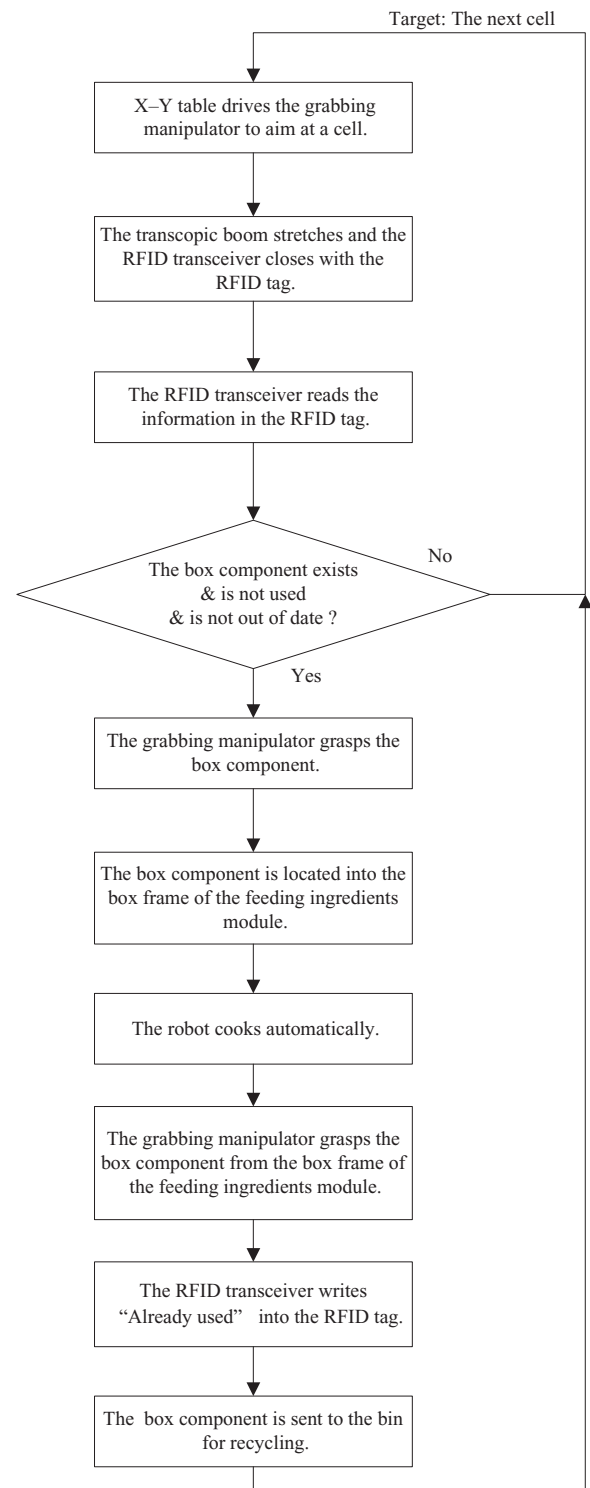 Target: The next cell
X–Y table drives the grabbing
manipulator to aim at a cell.
The transcopic boom stretches and the
RFID transceiver closes with the
RFID tag.
The RFID transceiver reads the
information in the RFID tag.
No
The box component exists
& is not used
& is not out of date ?
Yes
The grabbing manipulator grasps the
box component.
The box component is located into the
box frame of the feeding ingredients
module.
The robot cooks automatically.
The grabbing manipulator grasps the
box component from the box frame of
the feeding ingredients module.
The RFID transceiver writes
“Already used” into the RFID tag.
The box component is sent to the bin
for recycling.